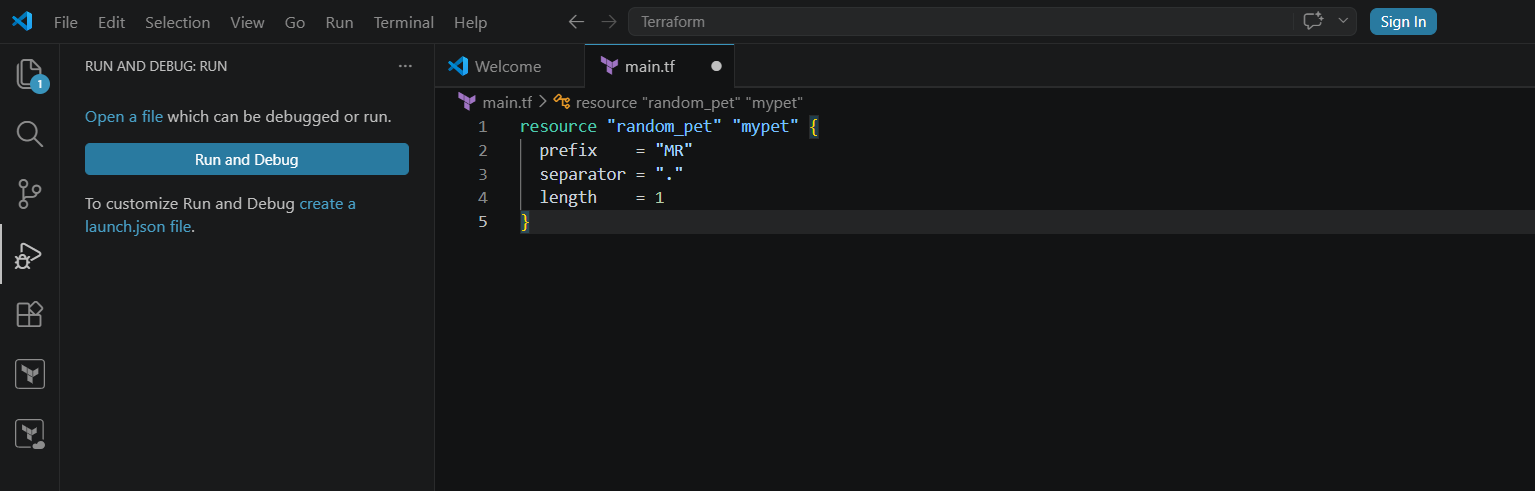 File Edit Selection View Go Run Terminal Help Terraform Sign In
RUN AND DEBUG: RUN
1
Open a file which can be debugged or run.
Run and Debug
To customize Run and Debug create a
launch.json file.
Welcome main.tf
main.tf > resource "random_pet" "mypet"
1 resource "random_pet" "mypet" {
2   prefix    = "MR"
3   separator = "."
4   length    = 1
5 }